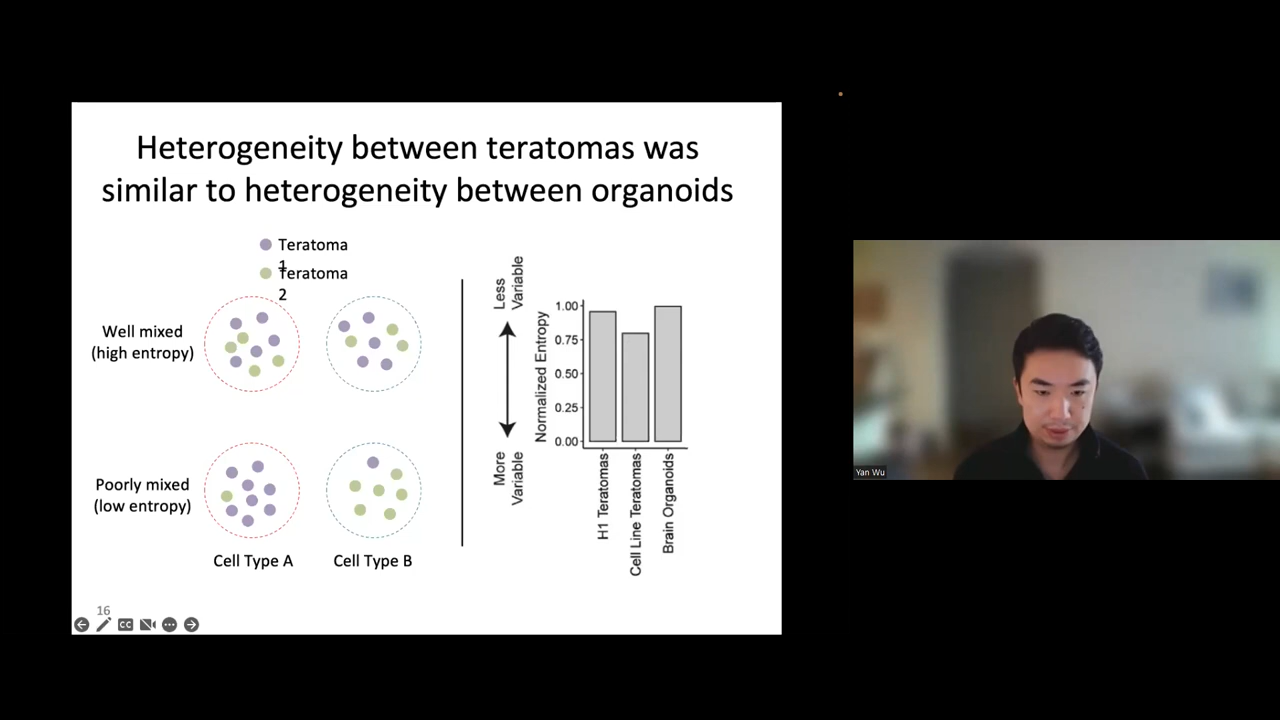 Heterogeneity between teratomas was
similar to heterogeneity between organoids
Teratoma
1
Teratoma
2
Well mixed
(high entropy)
Poorly mixed
(low entropy)
Cell Type A
Cell Type B
Less
Variable
More
Variable
Normalized Entropy
1.00
0.75
0.50
0.25
0.00
H1 Teratomas
Cell Line Teratomas
Brain Organoids
16
CC
Yan Wu